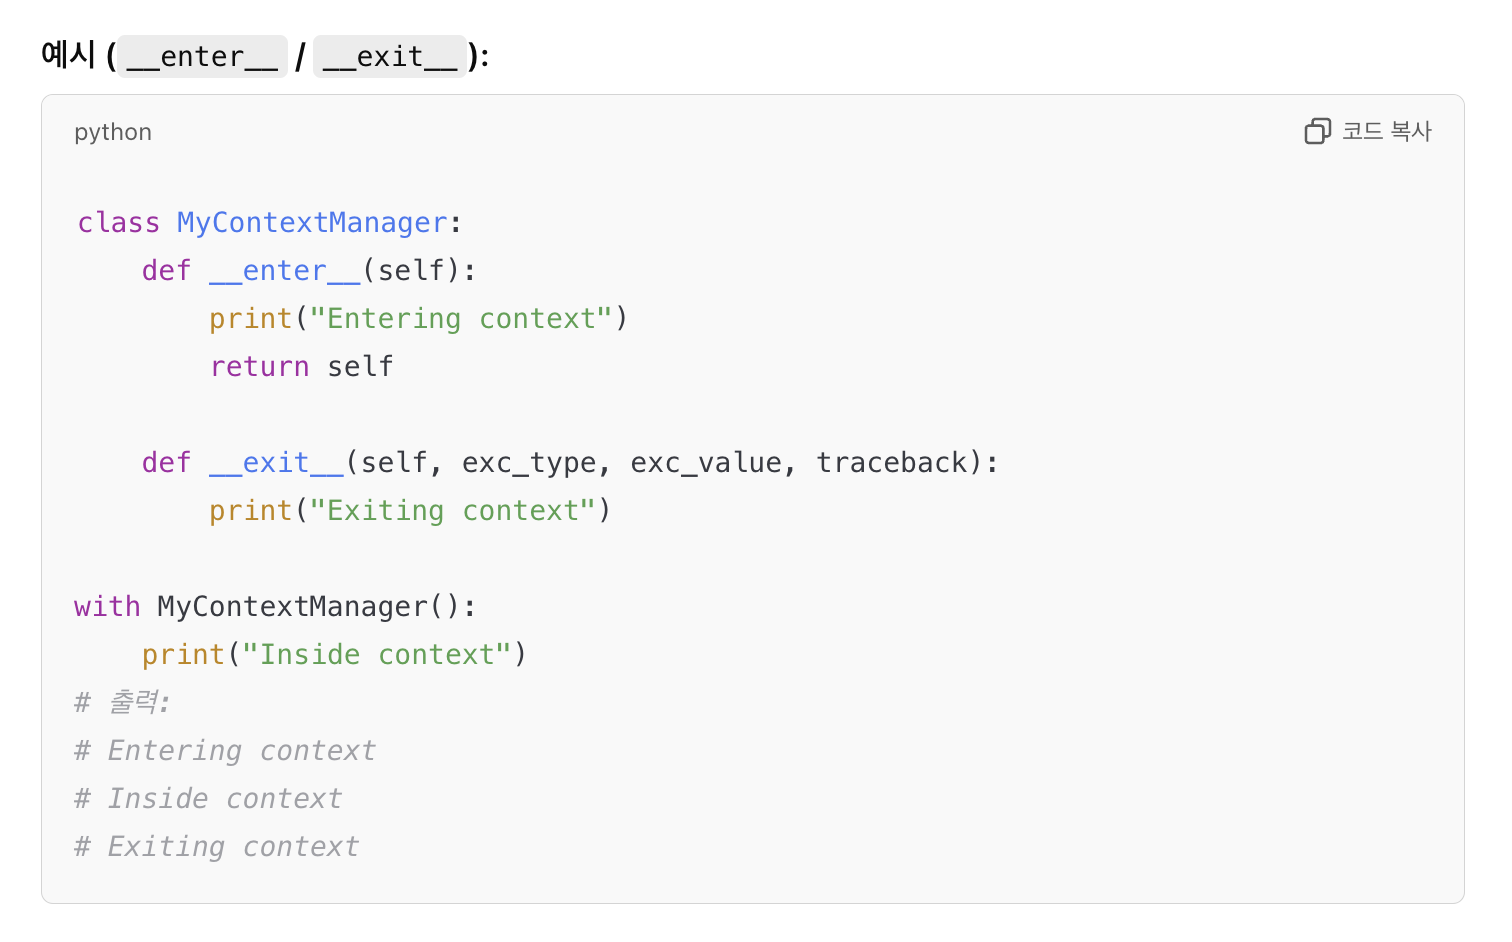 예시 (__enter__ / __exit__):
python
코드 복사
class MyContextManager:
    def __enter__(self):
        print("Entering context")
        return self
    def __exit__(self, exc_type, exc_value, traceback):
        print("Exiting context")
with MyContextManager():
    print("Inside context")
# 출력:
# Entering context
# Inside context
# Exiting context